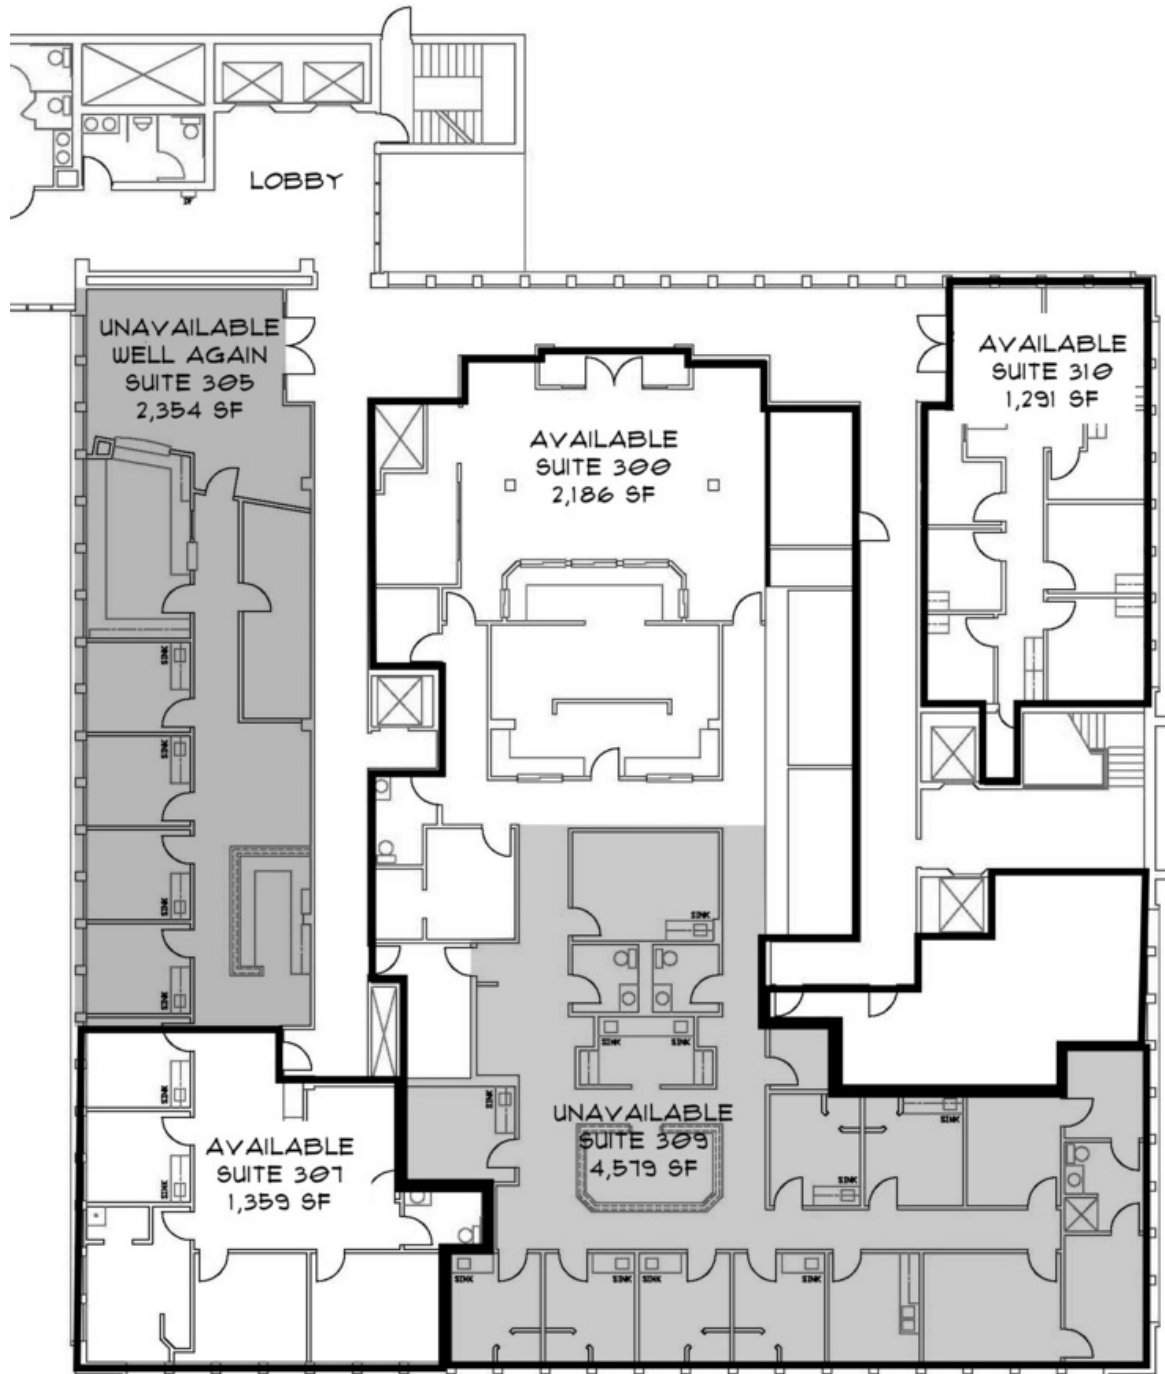 LOBBY
DF
UNAVAILABLE
WELL AGAIN
SUITE 305
2,354 SF
AVAILABLE
SUITE 310
1,291 SF
AVAILABLE
SUITE 300
2,186 SF
SINK
SINK
SINK
SINK
SINK
SINK
SINK
SINK
SINK
SINK
SINK
UNAVAILABLE
SUITE 309
4,579 SF
AVAILABLE
SUITE 307
1,359 SF
SINK
SINK
SINK
SINK
SINK
SINK